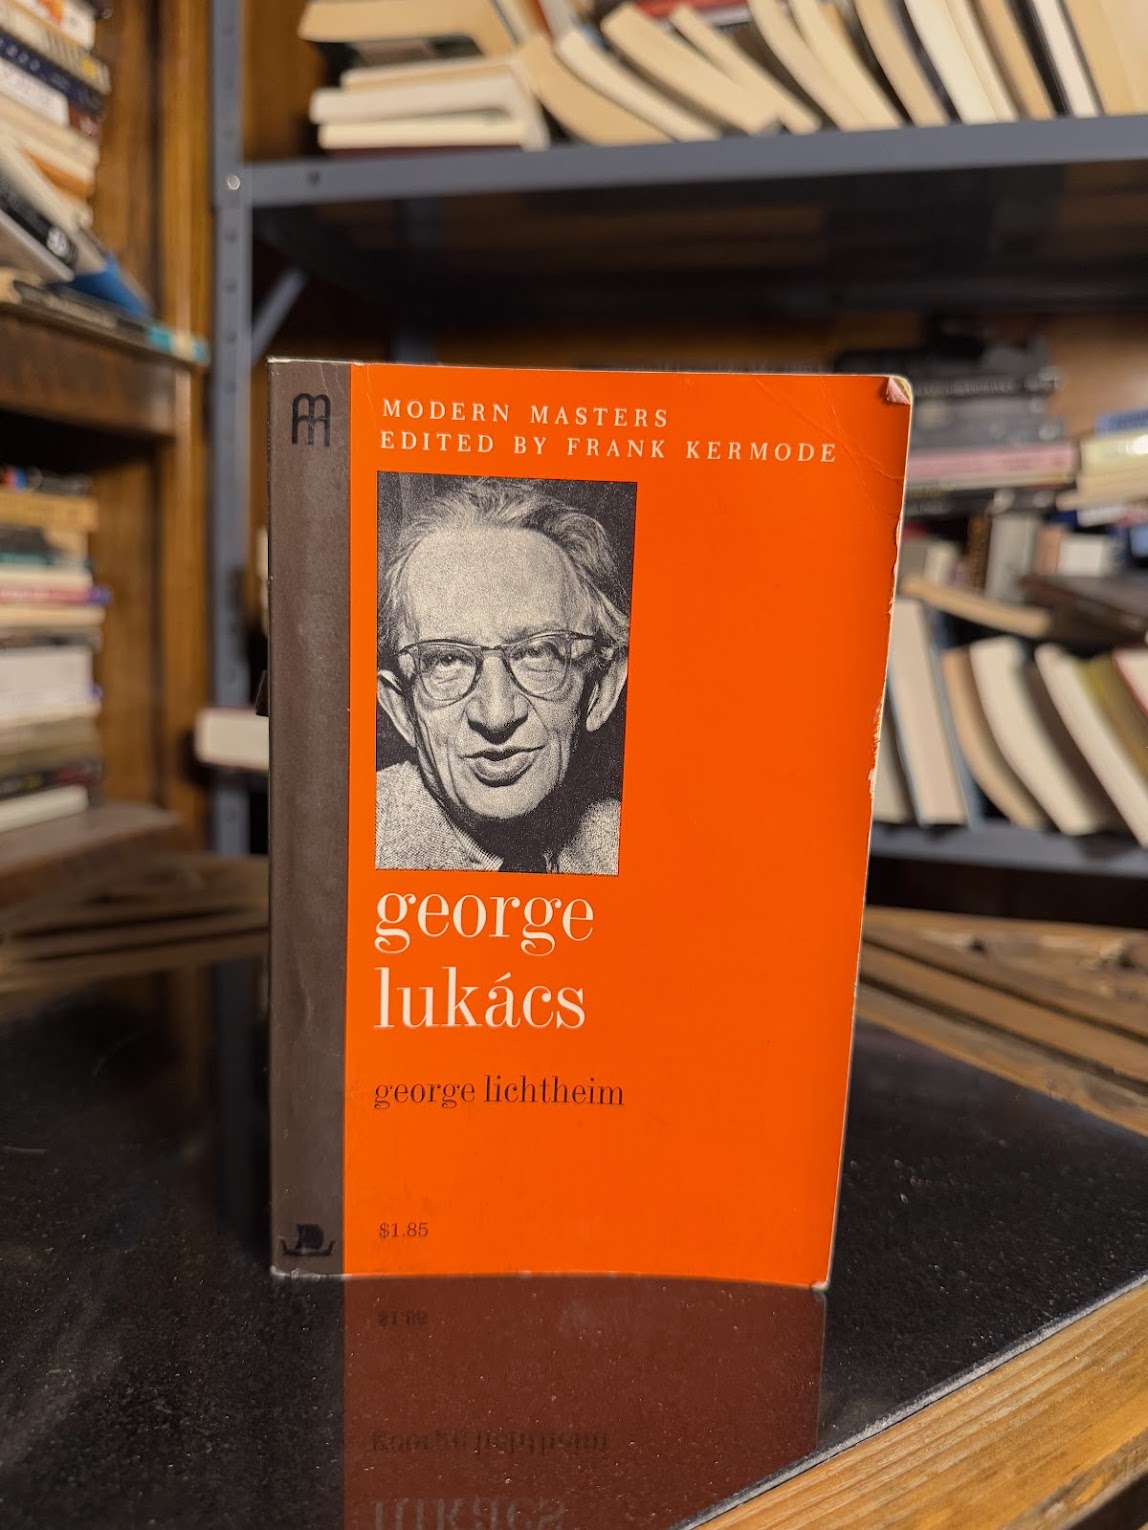 MODERN MASTERS
EDITED BY FRANK KERMODE
george
lukács
george lichtheim
$1.85